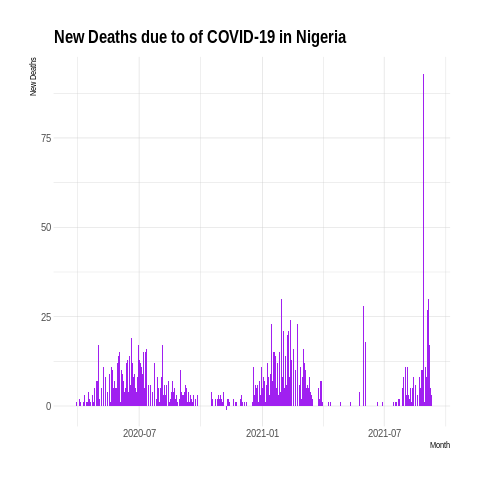 New Deaths due to of COVID-19 in Nigeria
New Deaths
75
50
25
0
2020-07
2021-01
2021-07
Month